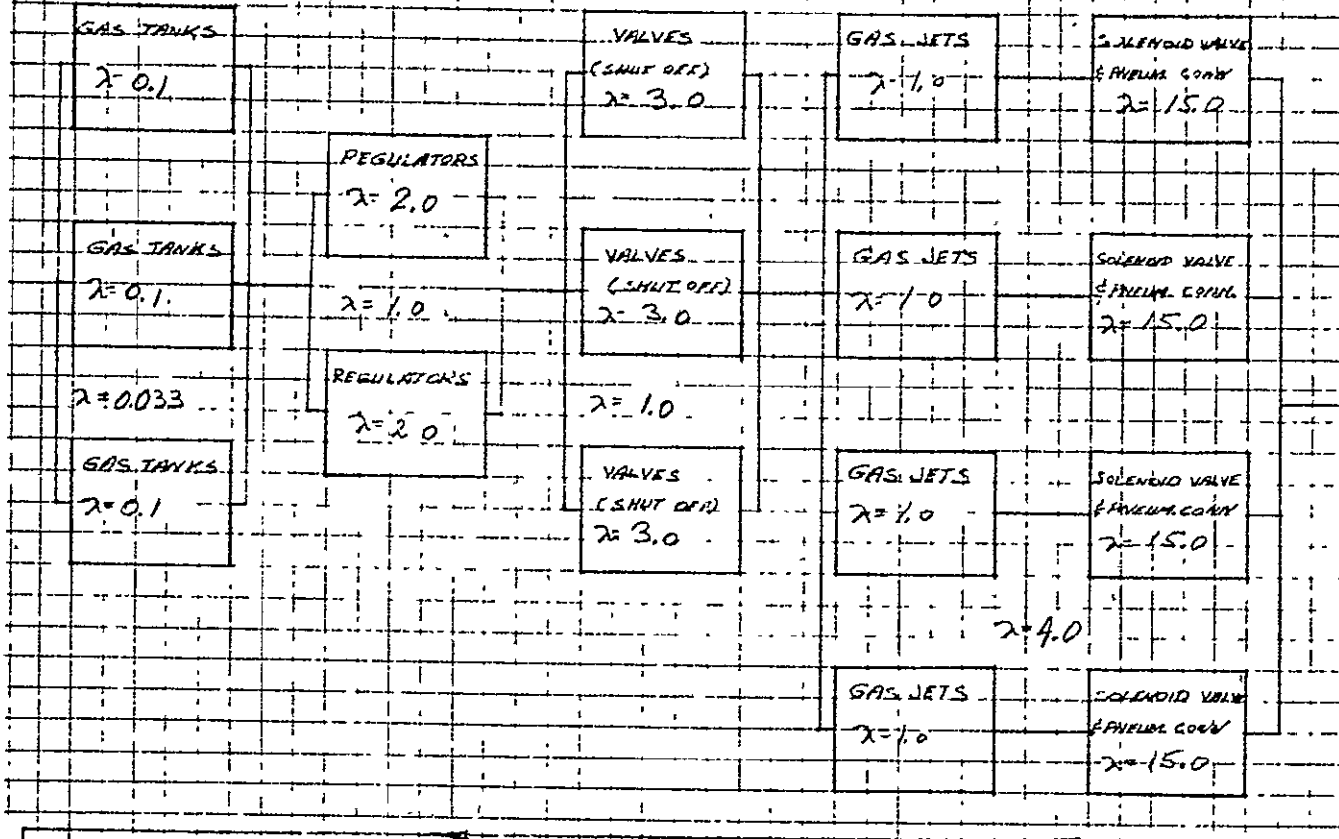 GAS TANKS
λ= 0.1
GAS TANKS
λ= 0.1
λ= 0.033
GAS TANKS
λ= 0.1
REGULATORS
λ= 2.0
λ= 1.0
REGULATORS
λ= 2.0
VALVES
(SHUT OFF)
λ= 3.0
VALVES
(SHUT OFF)
λ= 3.0
λ= 1.0
VALVES
(SHUT OFF)
λ= 3.0
GAS JETS
λ= 1.0
GAS JETS
λ= 1.0
GAS JETS
λ= 1.0
GAS JETS
λ= 1.0
λ= 4.0
SOLENOID VALVE
& PNEUM. CONN
λ= 15.0
SOLENOID VALVE
& PNEUM. CONN.
λ= 15.0
SOLENOID VALVE
& PNEUM. CONN
λ= 15.0
SOLENOID VALVE
& PNEUM. CONN
λ= 15.0